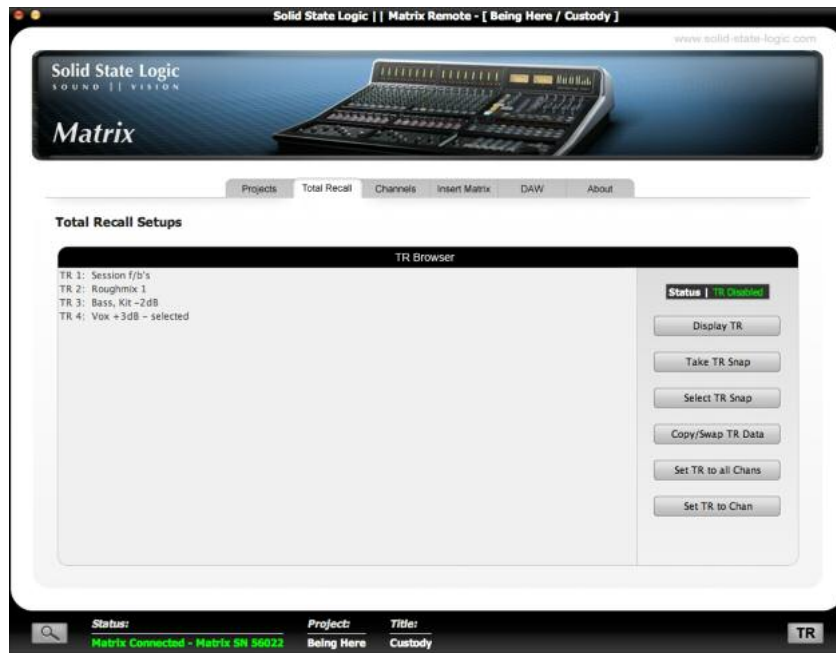 Solid State Logic || Matrix Remote - [ Being Here / Custody ]
www.solid-state-logic.com
Solid State Logic
SOUND || VISION
Matrix
Projects Total Recall Channels Insert Matrix DAW About
Total Recall Setups
TR Browser
TR 1: Session f/b's
TR 2: Roughmix 1
TR 3: Bass, Kit -2dB
TR 4: Vox +3dB - selected
Status | TR Disabled
Display TR
Take TR Snap
Select TR Snap
Copy/Swap TR Data
Set TR to all Chans
Set TR to Chan
Status: Project: Title:
Matrix Connected - Matrix SN 56022 Being Here Custody
TR